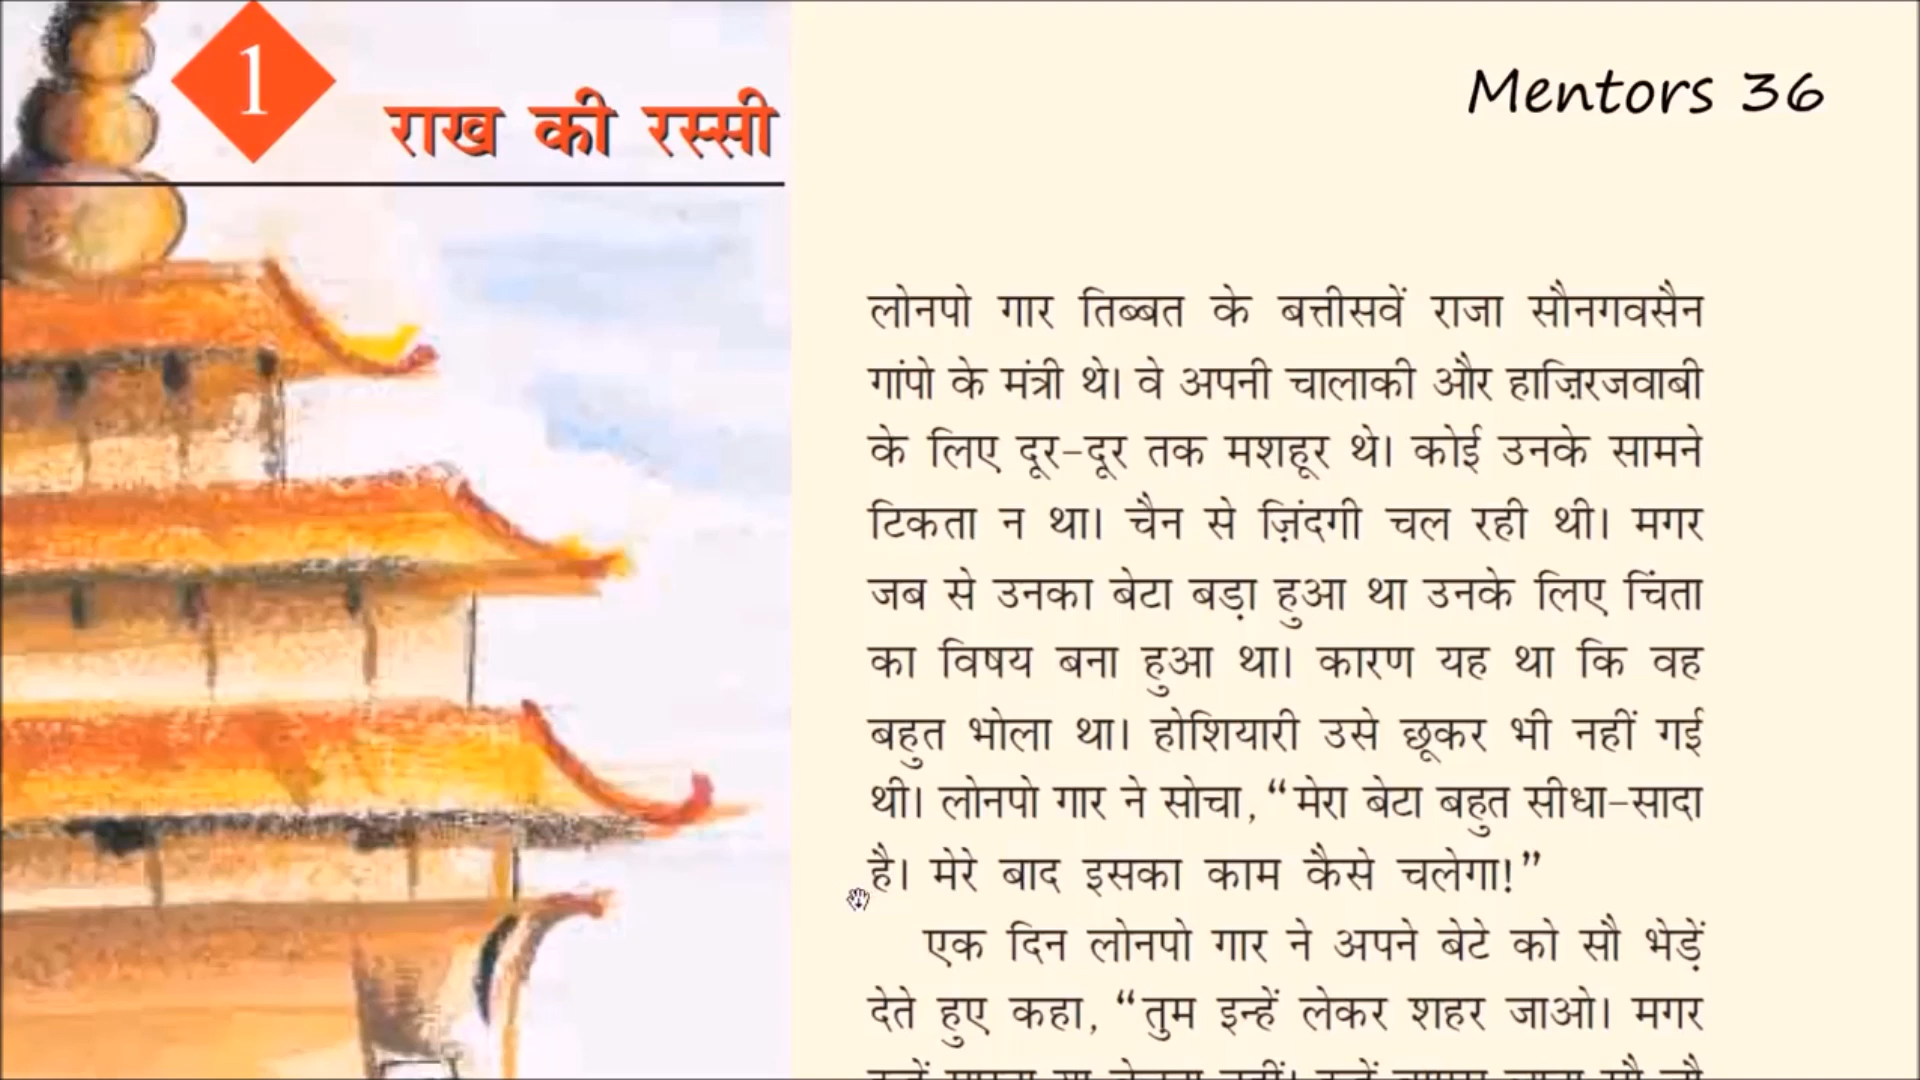 1
राख की रस्सी
Mentors 36
लोनपो गार तिब्बत के बत्तीसवें राजा सौनगवसैन
गांपो के मंत्री थे। वे अपनी चालाकी और हाज़िरजवाबी
के लिए दूर-दूर तक मशहूर थे। कोई उनके सामने
टिकता न था। चैन से ज़िंदगी चल रही थी। मगर
जब से उनका बेटा बड़ा हुआ था उनके लिए चिंता
का विषय बना हुआ था। कारण यह था कि वह
बहुत भोला था। होशियारी उसे छूकर भी नहीं गई
थी। लोनपो गार ने सोचा, “मेरा बेटा बहुत सीधा-सादा
है। मेरे बाद इसका काम कैसे चलेगा!”
एक दिन लोनपो गार ने अपने बेटे को सौ भेड़ें
देते हुए कहा, “तुम इन्हें लेकर शहर जाओ। मगर